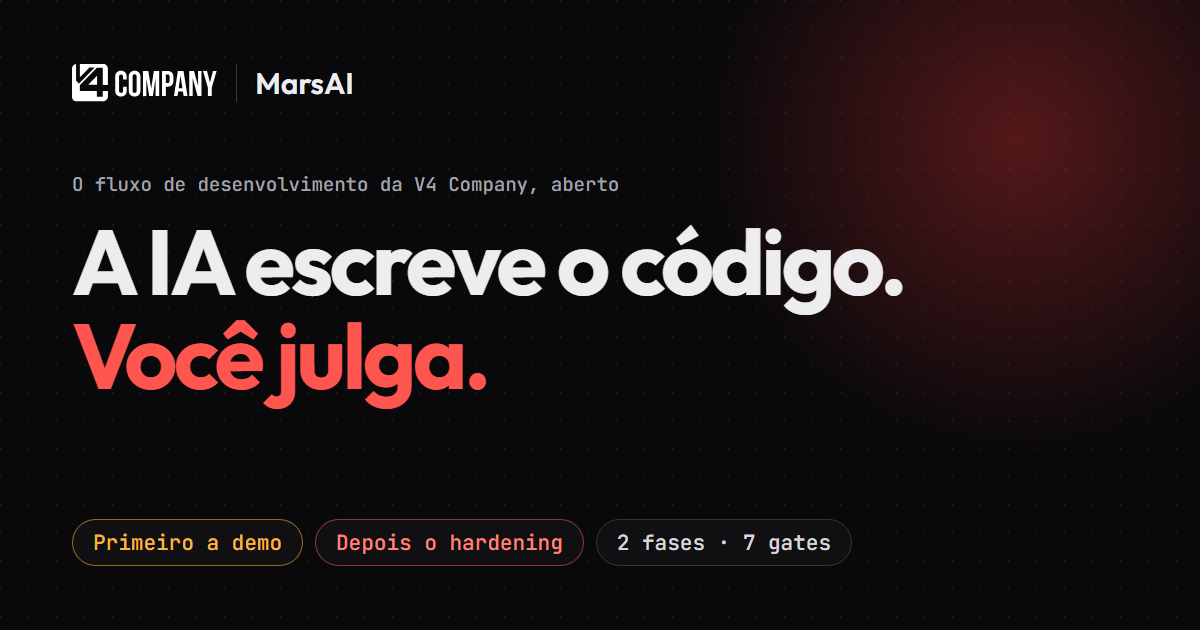 V4 COMPANY MarsAI
O fluxo de desenvolvimento da V4 Company, aberto
A IA escreve o código.
Você julga.
Primeiro a demo
Depois o hardening
2 fases · 7 gates